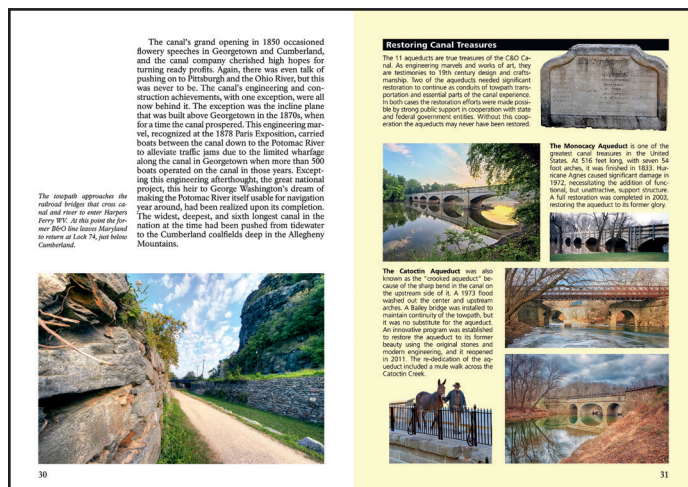 The canal's grand opening in 1850 occasioned
flowery speeches in Georgetown and Cumberland,
and the canal company cherished high hopes for
turning ready profits. Again, there was even talk of
pushing on to Pittsburgh and the Ohio River, but this
was never to be. The canal's engineering and con-
struction achievements, with one exception, were all
now behind it. The exception was the incline plane
that was built above Georgetown in the 1870s, when
for a time the canal prospered. This engineering mar-
vel, recognized at the 1878 Paris Exposition, carried
boats between the canal down to the Potomac River
to alleviate traffic jams due to the limited wharfage
along the canal in Georgetown when more than 500
boats operated on the canal in those years. Except-
ing this engineering afterthought, the great national
project, this heir to George Washington's dream of
making the Potomac River itself usable for navigation
year around, had been realized upon its completion.
The widest, deepest, and sixth longest canal in the
nation at the time had been pushed from tidewater
to the Cumberland coalfields deep in the Allegheny
Mountains.
The towpath approaches the
railroad bridges that cross ca-
nal and river to enter Harpers
Ferry WV. At this point the for-
mer B&O line leaves Maryland
to return at Lock 74, just below
Cumberland.
30
Restoring Canal Treasures
The 11 aqueducts are true treasures of the C&O Ca-
nal. As engineering marvels and works of art, they
are testimonies to 19th century design and crafts-
manship. Two of the aqueducts needed significant
restoration to continue as conduits of towpath trans-
portation and essential parts of the canal experience.
In both cases the restoration efforts were made possi-
ble by strong public support in cooperation with state
and federal government entities. Without this coop-
eration the aqueducts may never have been restored.
The Monocacy Aqueduct is one of the
greatest canal treasures in the United
States. At 516 feet long, with seven 54
foot arches, it was finished in 1833. Hur-
ricane Agnes caused significant damage in
1972, necessitating the addition of func-
tional, but unattractive, support structure.
A full restoration was completed in 2003,
restoring the aqueduct to its former glory.
The Catoctin Aqueduct was also
known as the "crooked aqueduct" be-
cause of the sharp bend in the canal on
the upstream side of it. A 1973 flood
washed out the center and upstream
arches. A Bailey bridge was installed to
maintain continuity of the towpath, but
it was no substitute for the aqueduct.
An innovative program was established
to restore the aqueduct to its former
beauty using the original stones and
modern engineering, and it reopened
in 2011. The re-dedication of the aq-
ueduct included a mule walk across the
Catoctin Creek.
31